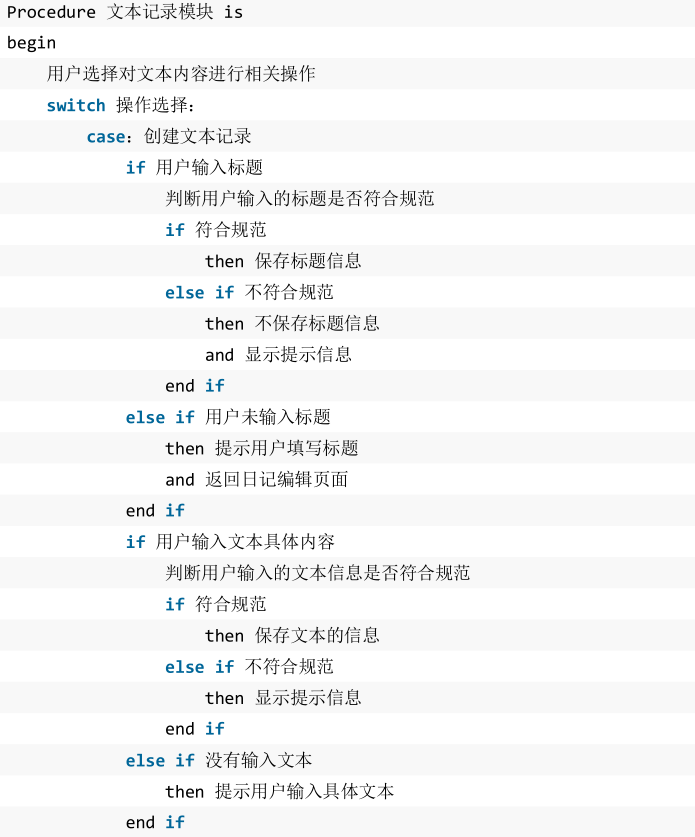 Procedure 文本记录模块 is
begin
用户选择对文本内容进行相关操作
switch 操作选择:
case: 创建文本记录
if 用户输入标题
判断用户输入的标题是否符合规范
if 符合规范
then 保存标题信息
else if 不符合规范
then 不保存标题信息
and 显示提示信息
end if
else if 用户未输入标题
then 提示用户填写标题
and 返回日记编辑页面
end if
if 用户输入文本具体内容
判断用户输入的文本信息是否符合规范
if 符合规范
then 保存文本的信息
else if 不符合规范
then 显示提示信息
end if
else if 没有输入文本
then 提示用户输入具体文本
end if